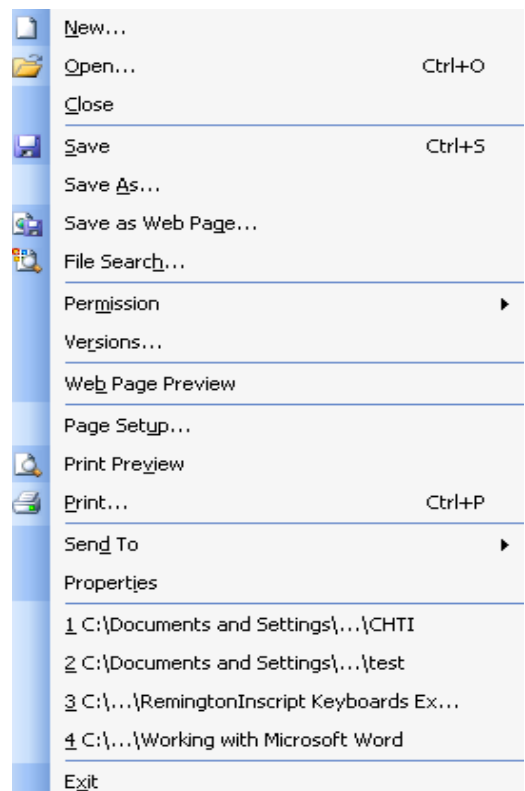 New...
Open... Ctrl+O
Close
Save Ctrl+S
Save As...
Save as Web Page...
File Search...
Permission
Versions...
Web Page Preview
Page Setup...
Print Preview
Print... Ctrl+P
Send To
Properties
1 C:\Documents and Settings\...\CHTI
2 C:\Documents and Settings\...\test
3 C:\...\RemingtonInscript Keyboards Ex...
4 C:\...\Working with Microsoft Word
Exit